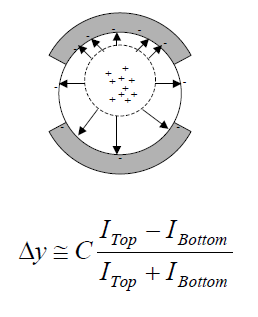 Δy ≅ C (I_Top − I_Bottom) / (I_Top + I_Bottom)